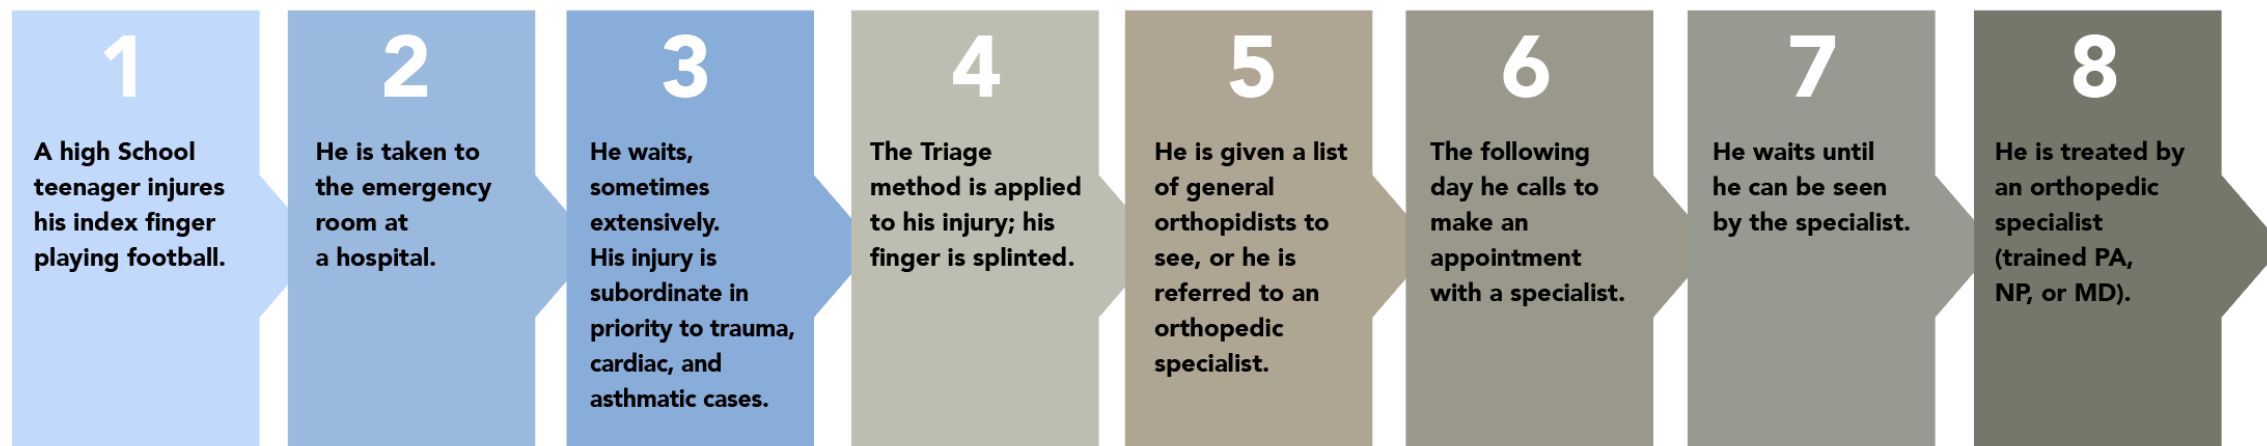 1
A high School
teenager injures
his index finger
playing football.
2
He is taken to
the emergency
room at
a hospital.
3
He waits,
sometimes
extensively.
His injury is
subordinate in
priority to trauma,
cardiac, and
asthmatic cases.
4
The Triage
method is applied
to his injury; his
finger is splinted.
5
He is given a list
of general
orthopidists to
see, or he is
referred to an
orthopedic
specialist.
6
The following
day he calls to
make an
appointment
with a specialist.
7
He waits until
he can be seen
by the specialist.
8
He is treated by
an orthopedic
specialist
(trained PA,
NP, or MD).